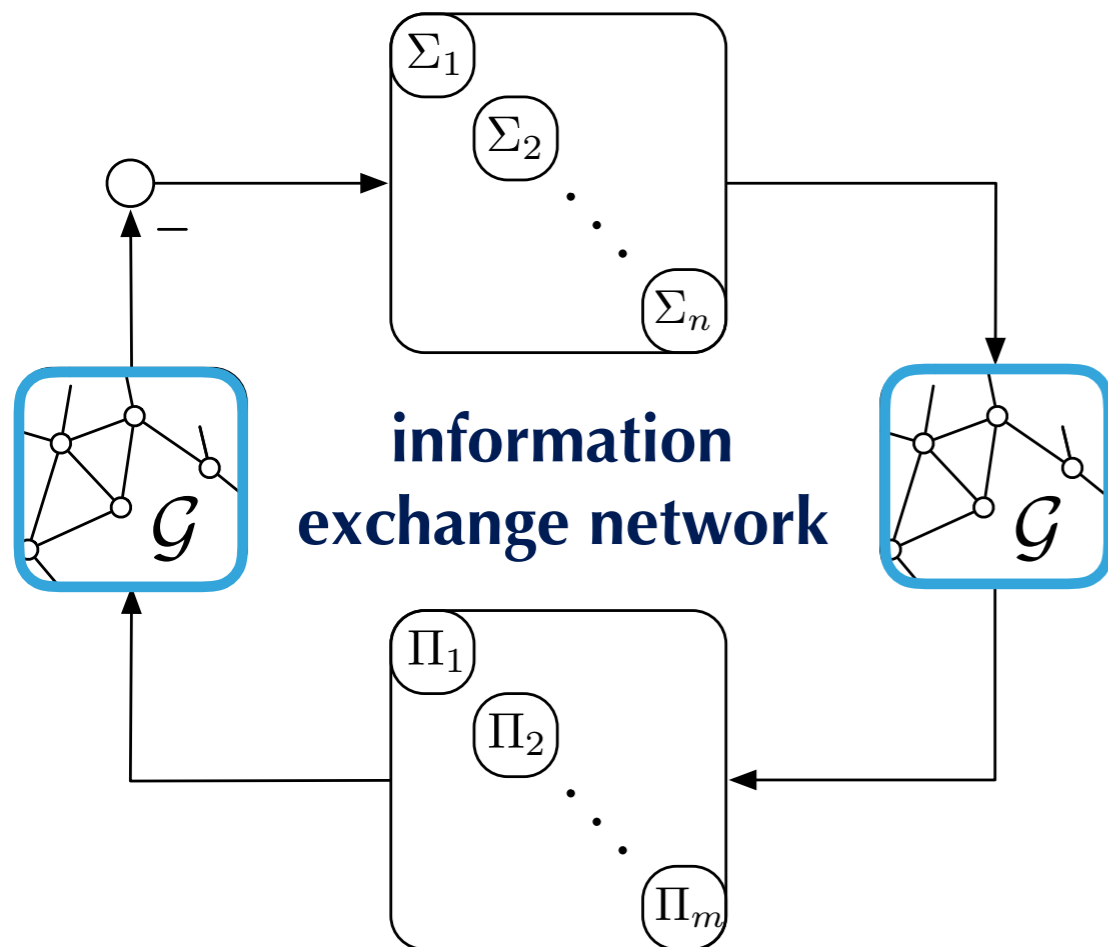 Σ₁
Σ₂
Σₙ
−
information
exchange network
𝒢
𝒢
Π₁
Π₂
Πₘ